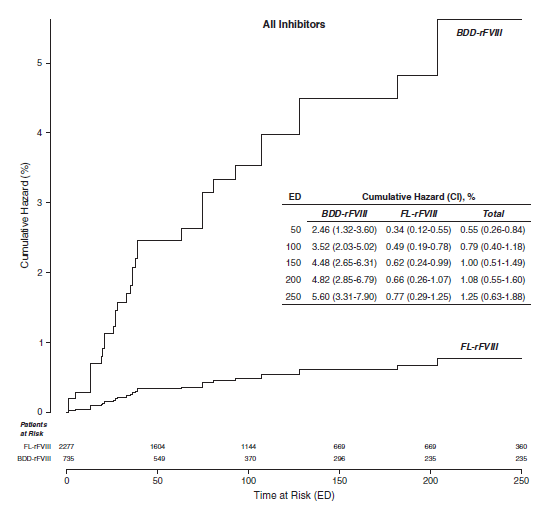 All Inhibitors
BDD-rFVIII
5
4
3
2
1
0
Cumulative Hazard (%)
ED Cumulative Hazard (CI), %
BDD-rFVIII FL-rFVIII Total
50 2.46 (1.32-3.60) 0.34 (0.12-0.55) 0.55 (0.26-0.84)
100 3.52 (2.03-5.02) 0.49 (0.19-0.78) 0.79 (0.40-1.18)
150 4.48 (2.65-6.31) 0.62 (0.24-0.99) 1.00 (0.51-1.49)
200 4.82 (2.85-6.79) 0.66 (0.26-1.07) 1.08 (0.55-1.60)
250 5.60 (3.31-7.90) 0.77 (0.29-1.25) 1.25 (0.63-1.88)
FL-rFVIII
Patients
at Risk
FL-rFVIII 2277 1604 1144 669 669 360
BDD-rFVIII 735 549 370 296 235 235
0 50 100 150 200 250
Time at Risk (ED)